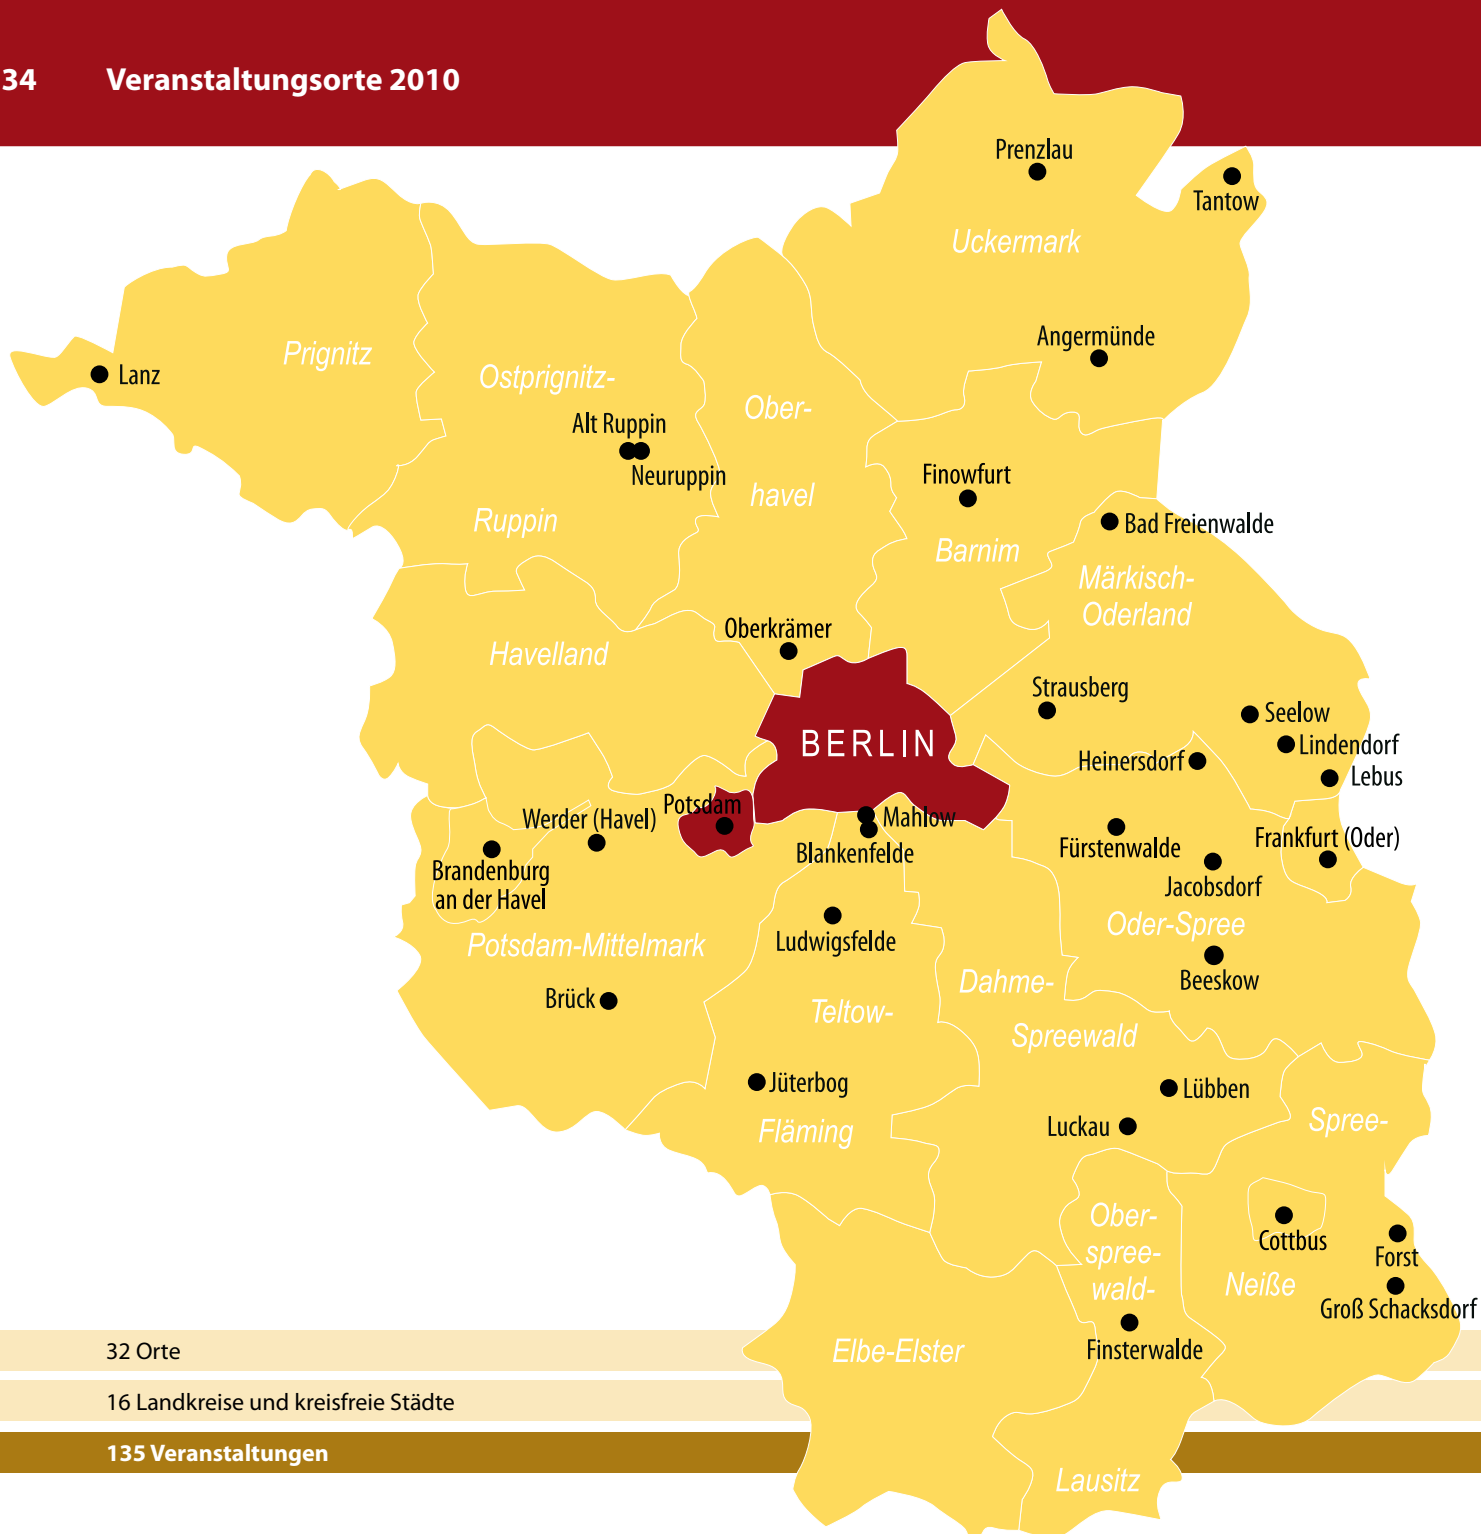 34 Veranstaltungsorte 2010
Prenzlau
Tantow
Uckermark
Angermünde
Prignitz
Lanz
Ostprignitz-
Ober-
Alt Ruppin
Neuruppin
Finowfurt
havel
Ruppin
Bad Freienwalde
Barnim
Märkisch-
Oderland
Oberkrämer
Havelland
Strausberg
Seelow
BERLIN
Lindendorf
Heinersdorf
Lebus
Potsdam
Werder (Havel)
Mahlow
Blankenfelde
Fürstenwalde
Frankfurt (Oder)
Brandenburg
an der Havel
Jacobsdorf
Oder-Spree
Ludwigsfelde
Potsdam-Mittelmark
Beeskow
Dahme-
Brück
Teltow-
Spreewald
Jüterbog
Lübben
Luckau
Fläming
Spree-
Ober-
spree-
wald-
Cottbus
Forst
Neiße
Groß Schacksdorf
Finsterwalde
Elbe-Elster
Lausitz
32 Orte
16 Landkreise und kreisfreie Städte
135 Veranstaltungen